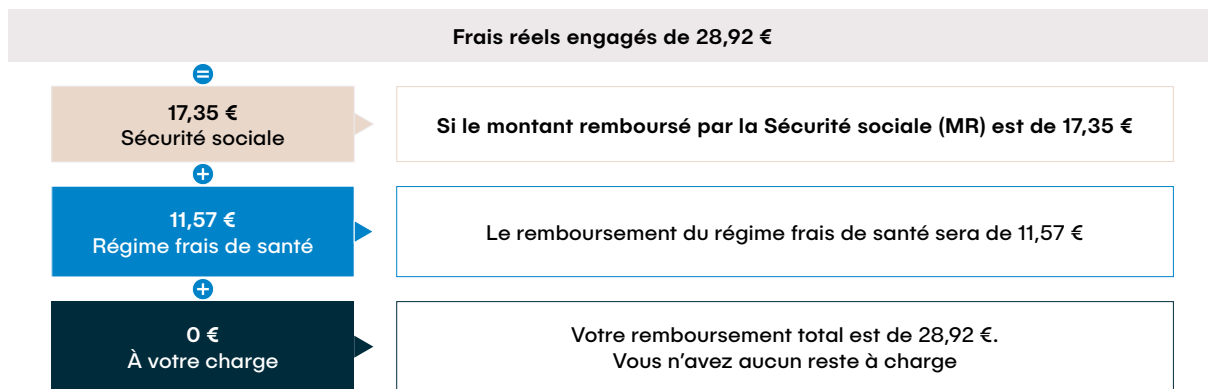 Frais réels engagés de 28,92 €
=
17,35 €
Sécurité sociale
Si le montant remboursé par la Sécurité sociale (MR) est de 17,35 €
+
11,57 €
Régime frais de santé
Le remboursement du régime frais de santé sera de 11,57 €
+
0 €
À votre charge
Votre remboursement total est de 28,92 €.
Vous n’avez aucun reste à charge